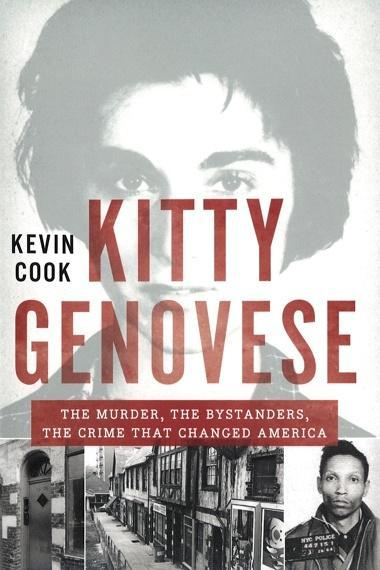 KEVIN
COOK
KITTY
GENOVESE
THE MURDER, THE BYSTANDERS,
THE CRIME THAT CHANGED AMERICA
NYC POLICE